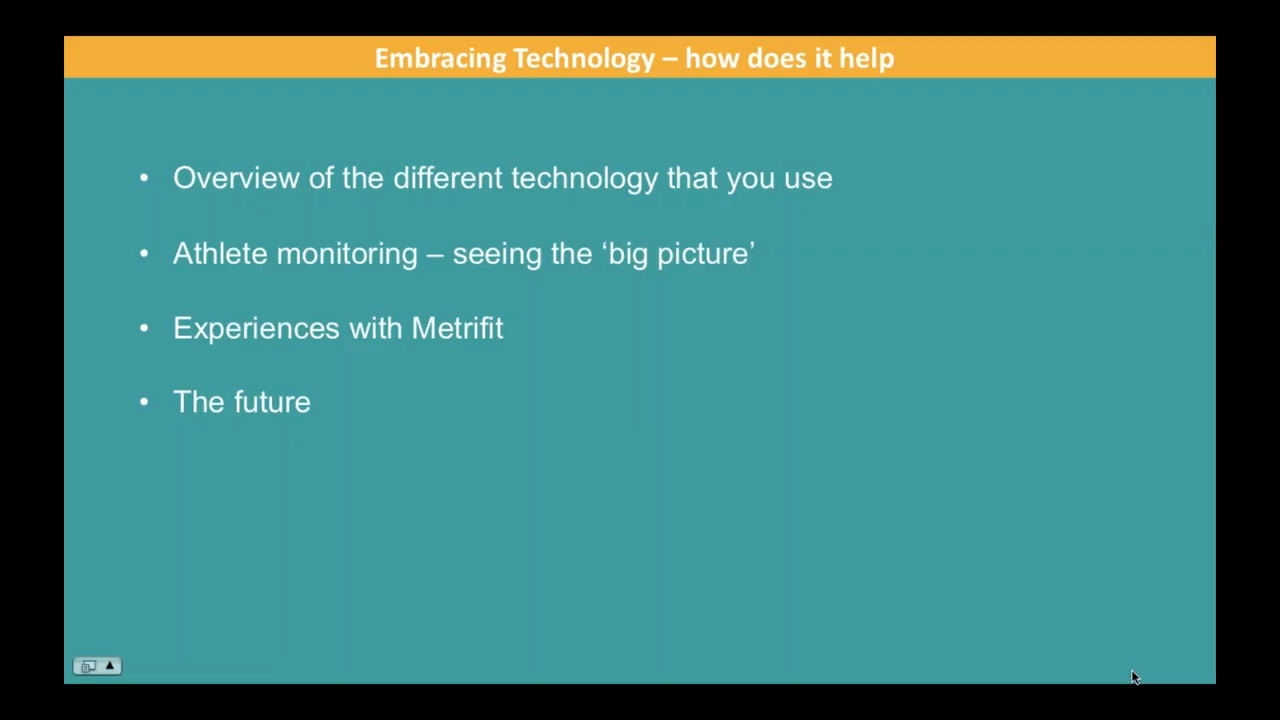 Embracing Technology – how does it help
• Overview of the different technology that you use
• Athlete monitoring – seeing the ‘big picture’
• Experiences with Metrifit
• The future